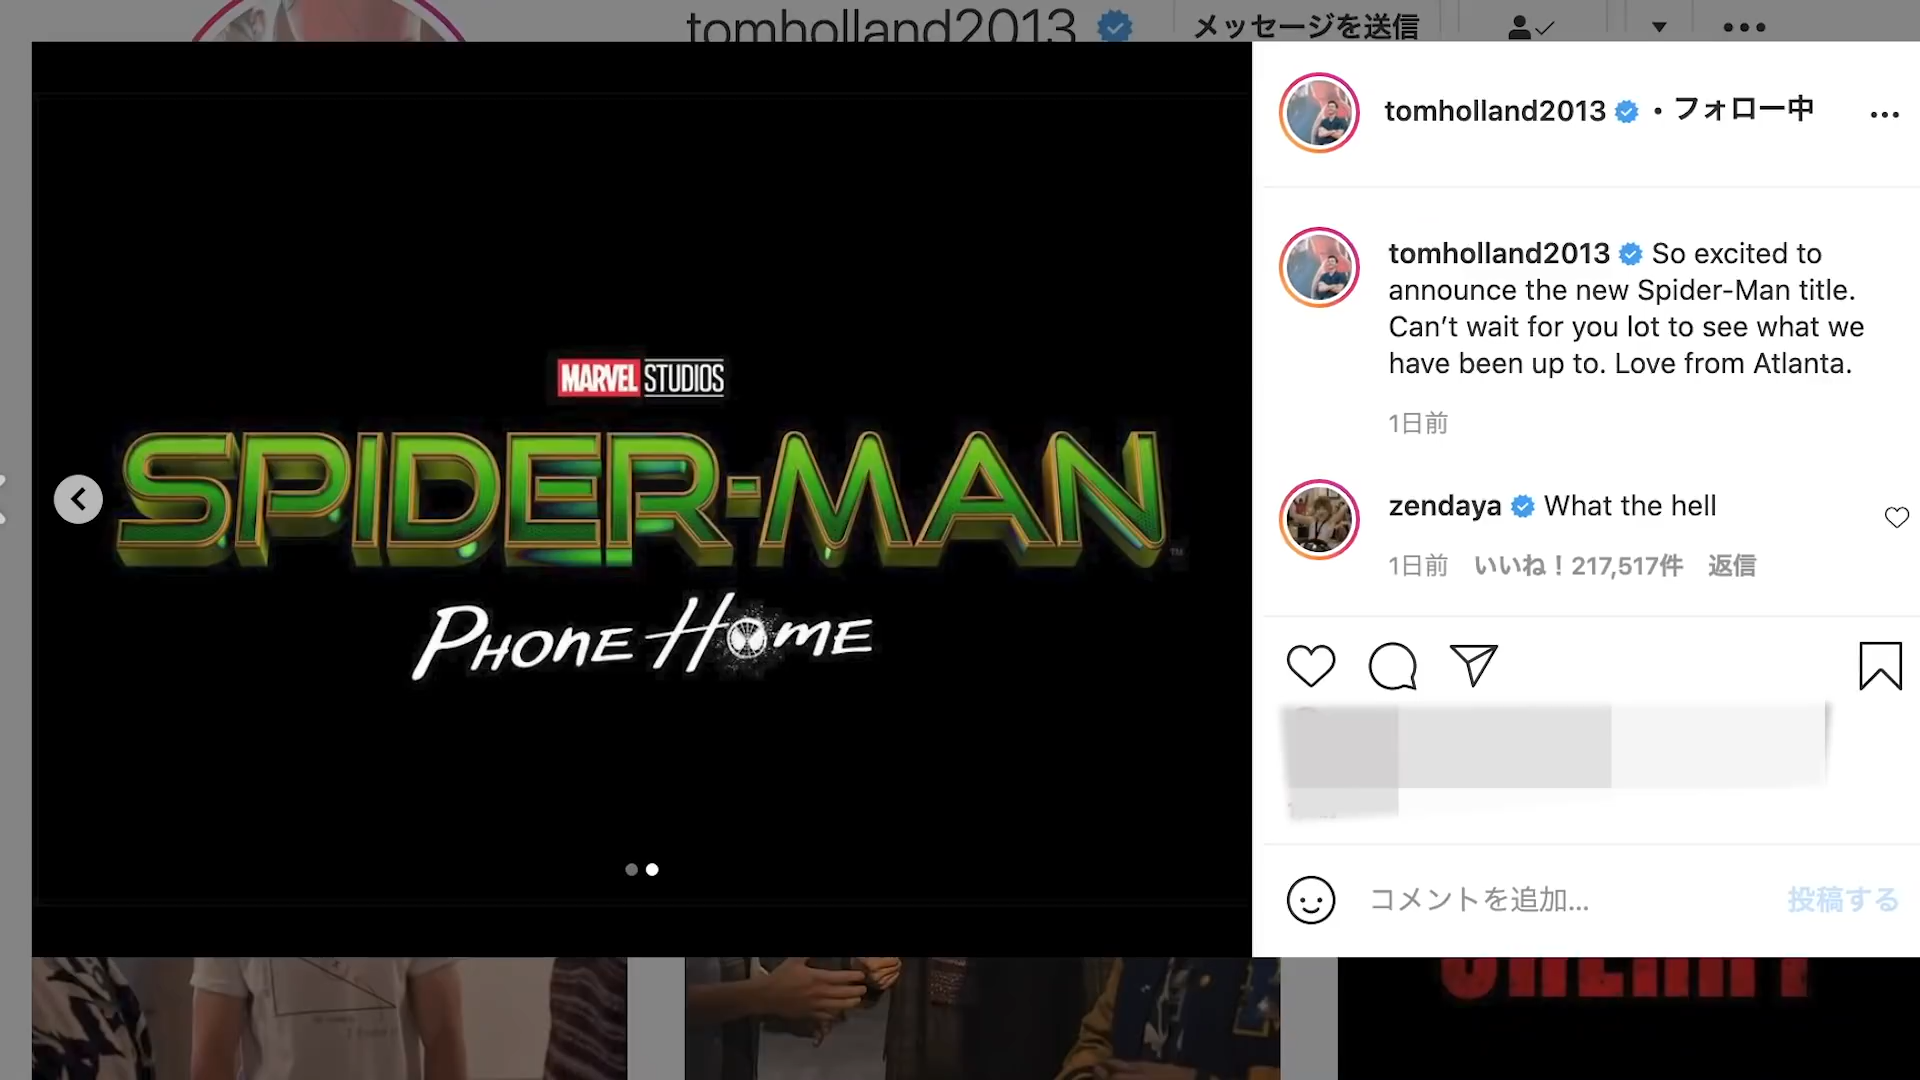 tomholland2013 メッセージを送信
MARVEL STUDIOS
SPIDER-MAN
TM
PHONE HOME
tomholland2013 • フォロー中
tomholland2013 So excited to
announce the new Spider-Man title.
Can’t wait for you lot to see what we
have been up to. Love from Atlanta.
1日前
zendaya What the hell
1日前 いいね！217,517件 返信
コメントを追加...
投稿する